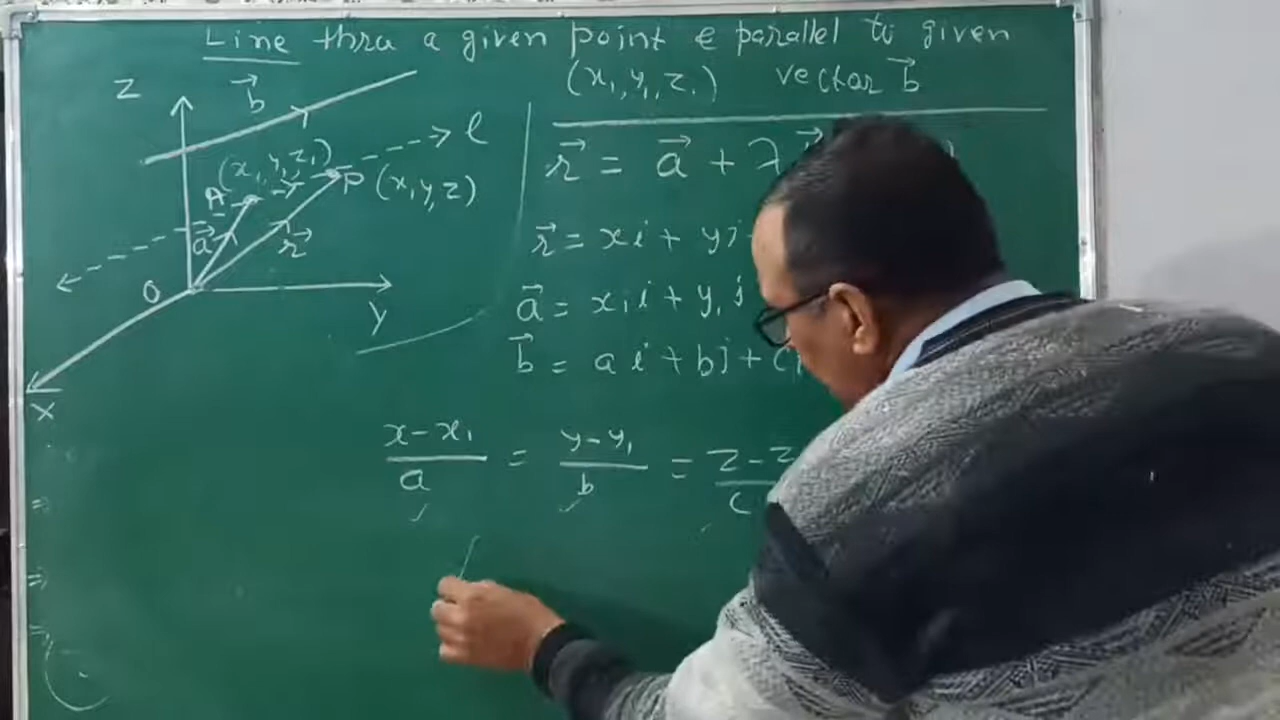 Line thru a given point & parallel to given
(x₁, y₁, z₁) vector b⃗
Z
b⃗
l
(x₁, y₁, z₁)
A
P (x, y, z)
a⃗
r⃗
O
y
X
r⃗ = a⃗ + λ
r⃗ = xi + yj
a⃗ = x₁i + y₁j
b⃗ = ai + bj + c
x-x₁/a = y-y₁/b = z-z/c
⇒
⇒
⇒